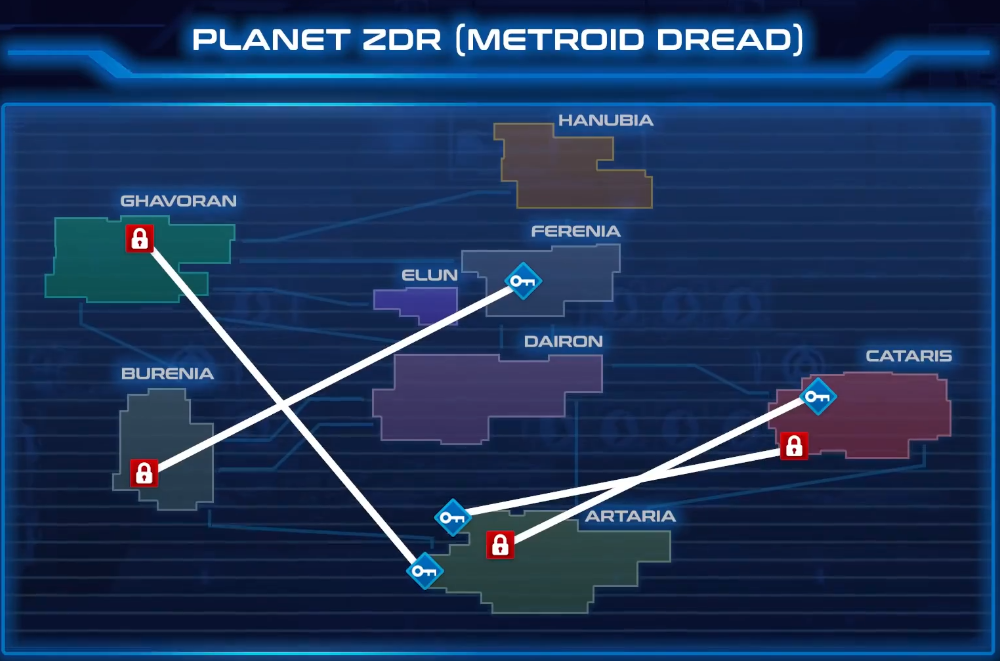 PLANET ZDR (METROID DREAD)
HANUBIA
GHAVORAN
FERENIA
ELUN
DAIRON
CATARIS
BURENIA
ARTARIA